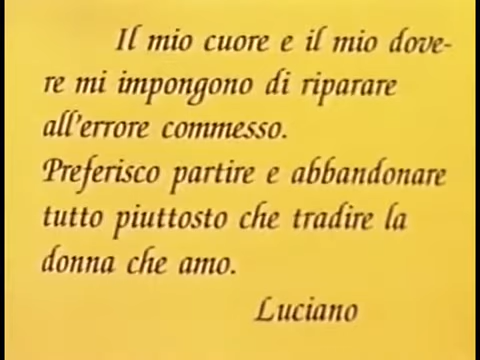 Il mio cuore e il mio dove-
re mi impongono di riparare
all'errore commesso.
Preferisco partire e abbandonare
tutto piuttosto che tradire la
donna che amo.
Luciano